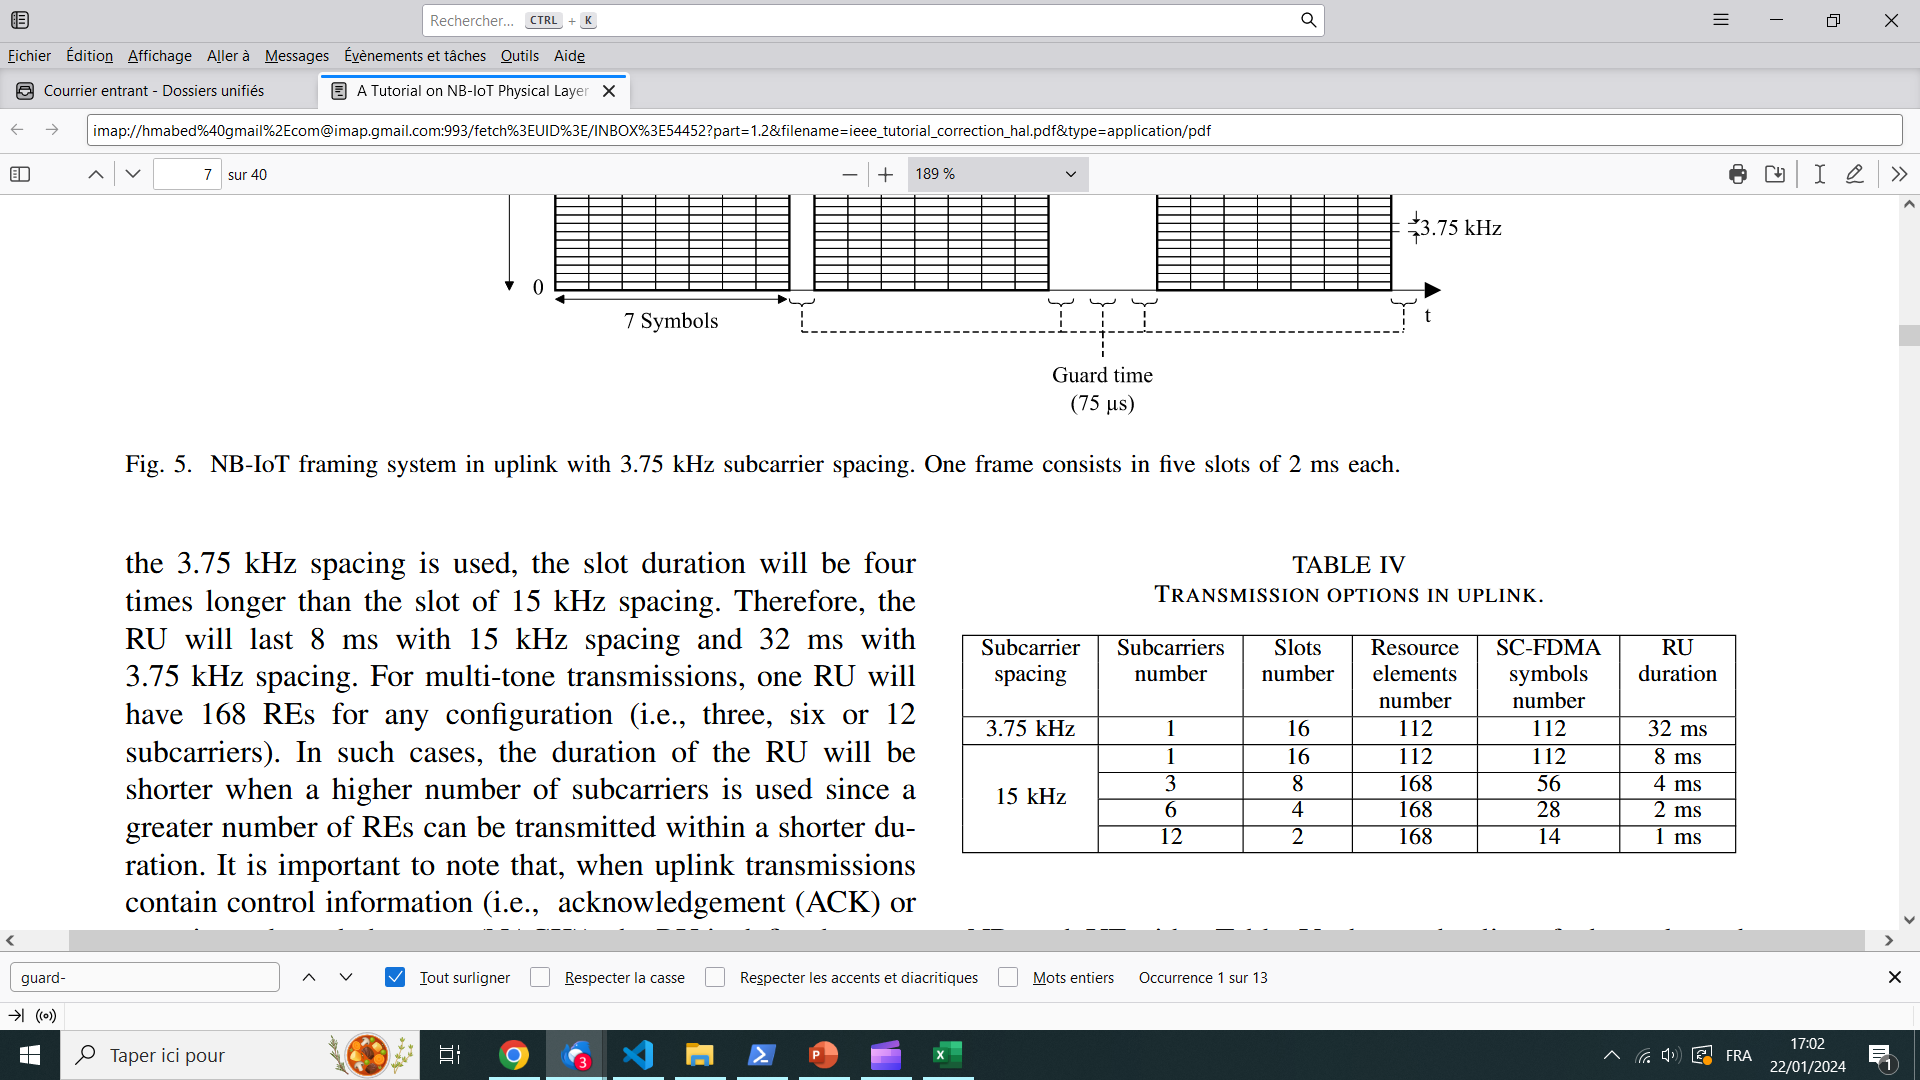 Rechercher... CTRL + K
Fichier Édition Affichage Aller à Messages Évènements et tâches Outils Aide
Courrier entrant - Dossiers unifiés
A Tutorial on NB-IoT Physical Layer
imap://hmabed%40gmail%2Ecom@imap.gmail.com:993/fetch%3EUID%3E/INBOX%3E54452?part=1.2&filename=ieee_tutorial_correction_hal.pdf&type=application/pdf
7 sur 40
189 %
3.75 kHz
0
7 Symbols
t
Guard time
(75 µs)
Fig. 5. NB-IoT framing system in uplink with 3.75 kHz subcarrier spacing. One frame consists in five slots of 2 ms each.
the 3.75 kHz spacing is used, the slot duration will be four
times longer than the slot of 15 kHz spacing. Therefore, the
RU will last 8 ms with 15 kHz spacing and 32 ms with
3.75 kHz spacing. For multi-tone transmissions, one RU will
have 168 REs for any configuration (i.e., three, six or 12
subcarriers). In such cases, the duration of the RU will be
shorter when a higher number of subcarriers is used since a
greater number of REs can be transmitted within a shorter du-
ration. It is important to note that, when uplink transmissions
contain control information (i.e., acknowledgement (ACK) or
TABLE IV
TRANSMISSION OPTIONS IN UPLINK.
Subcarrier Subcarriers Slots Resource SC-FDMA RU
spacing number number elements symbols duration
number number
3.75 kHz 1 16 112 112 32 ms
1 16 112 112 8 ms
15 kHz 3 8 168 56 4 ms
6 4 168 28 2 ms
12 2 168 14 1 ms
guard-
Tout surligner
Respecter la casse
Respecter les accents et diacritiques
Mots entiers
Occurrence 1 sur 13
Taper ici pour
3
FRA
17:02
22/01/2024
1